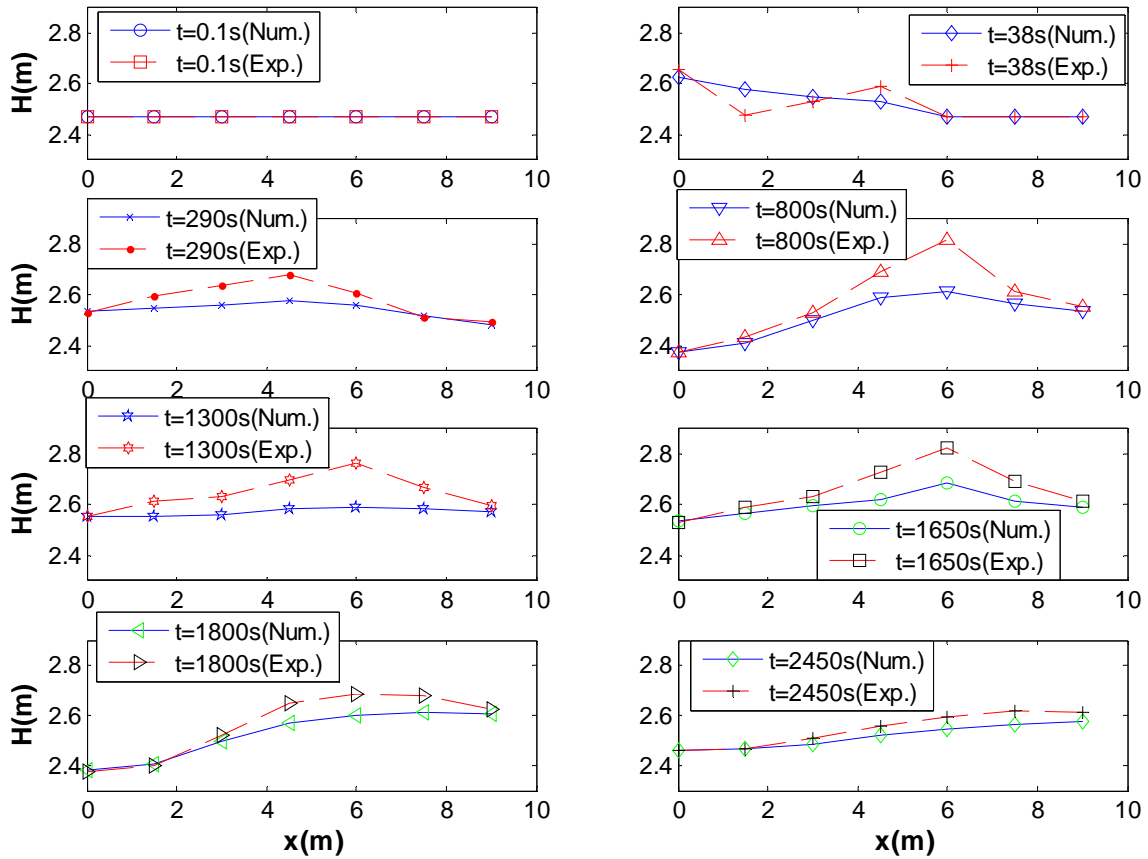 t=0.1s(Num.)
t=0.1s(Exp.)
H(m)
2.8
2.6
2.4
0 2 4 6 8 10
t=38s(Num.)
t=38s(Exp.)
2.8
2.6
2.4
0 2 4 6 8 10
t=290s(Num.)
t=290s(Exp.)
H(m)
2.8
2.6
2.4
0 2 4 6 8 10
t=800s(Num.)
t=800s(Exp.)
2.8
2.6
2.4
0 2 4 6 8 10
t=1300s(Num.)
t=1300s(Exp.)
H(m)
2.8
2.6
2.4
0 2 4 6 8 10
t=1650s(Num.)
t=1650s(Exp.)
2.8
2.6
2.4
0 2 4 6 8 10
t=1800s(Num.)
t=1800s(Exp.)
H(m)
2.8
2.6
2.4
0 2 4 6 8 10
x(m)
t=2450s(Num.)
t=2450s(Exp.)
2.8
2.6
2.4
0 2 4 6 8 10
x(m)